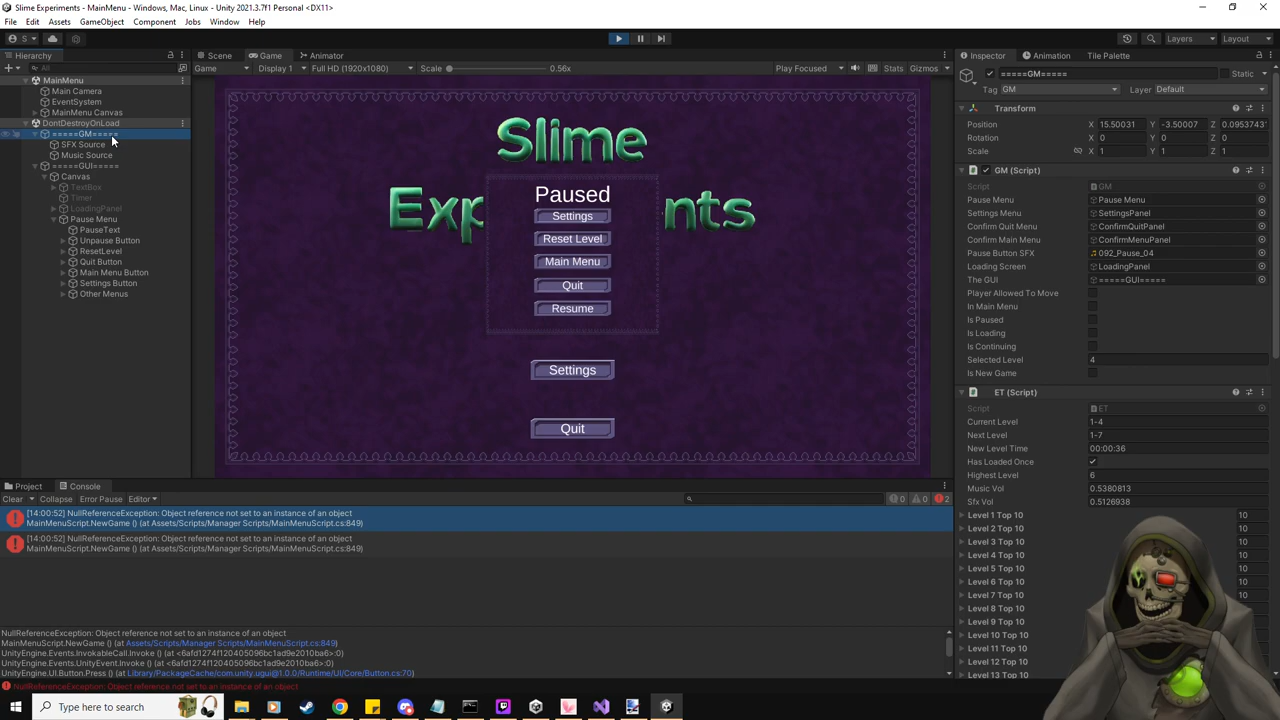 Slime Experiments - MainMenu - Windows, Mac, Linux - Unity 2021.3.7f1 Personal <DX11>
File Edit Assets GameObject Component Jobs Window Help
S Layers Layout
Hierarchy Scene Game Animator Inspector Animation Tile Palette
All Game Display 1 Full HD (1920x1080) Scale 0.56x Play Focused Stats Gizmos
=====GM===== Static
Tag GM Layer Default
MainMenu
Main Camera
EventSystem
MainMenu Canvas
DontDestroyOnLoad
=====GM=====
SFX Source
Music Source
=====GUI=====
Canvas
TextBox
Timer
LoadingPanel
Pause Menu
PauseText
Unpause Button
ResetLevel
Quit Button
Main Menu Button
Settings Button
Other Menus
Slime
Exp nts
Paused
Settings
Reset Level
Main Menu
Quit
Resume
Settings
Quit
Transform
Position X 15.50031 Y -3.50007 Z 0.0953743
Rotation X 0 Y 0 Z 0
Scale X 1 Y 1 Z 1
GM (Script)
Script GM
Pause Menu Pause Menu
Settings Menu SettingsPanel
Confirm Quit Menu ConfirmQuitPanel
Confirm Main Menu ConfirmMenuPanel
Pause Button SFX 092_Pause_04
Loading Screen LoadingPanel
The GUI =====GUI=====
Player Allowed To Move
In Main Menu
Is Paused
Is Loading
Is Continuing
Selected Level 4
Is New Game
ET (Script)
Script ET
Current Level 1-4
Next Level 1-7
New Level Time 00:00:36
Has Loaded Once
Highest Level 6
Music Vol 0.5380813
Sfx Vol 0.5126938
Level 1 Top 10 10
Level 2 Top 10 10
Level 3 Top 10 10
Level 4 Top 10 10
Level 5 Top 10 10
Level 6 Top 10 10
Level 7 Top 10 10
Level 8 Top 10
Level 9 Top 10
Level 10 Top 10
Level 11 Top 10
Level 12 Top 10
Level 13 Top 10
Project Console
Clear Collapse Error Pause Editor 0 0 2
[14:00:52] NullReferenceException: Object reference not set to an instance of an object
MainMenuScript.NewGame () (at Assets/Scripts/Manager Scripts/MainMenuScript.cs:849)
[14:00:52] NullReferenceException: Object reference not set to an instance of an object
MainMenuScript.NewGame () (at Assets/Scripts/Manager Scripts/MainMenuScript.cs:849)
NullReferenceException: Object reference not set to an instance of an object
MainMenuScript.NewGame () (at Assets/Scripts/Manager Scripts/MainMenuScript.cs:849)
UnityEngine.Events.InvokableCall.Invoke () (at <6afd1274f120405096bc1ad9e2010ba6>:0)
UnityEngine.Events.UnityEvent.Invoke () (at <6afd1274f120405096bc1ad9e2010ba6>:0)
UnityEngine.UI.Button.Press () (at Library/PackageCache/com.unity.ugui@1.0.0/Runtime/UI/Core/Button.cs:70)
NullReferenceException: Object reference not set to an instance of an object
Type here to search